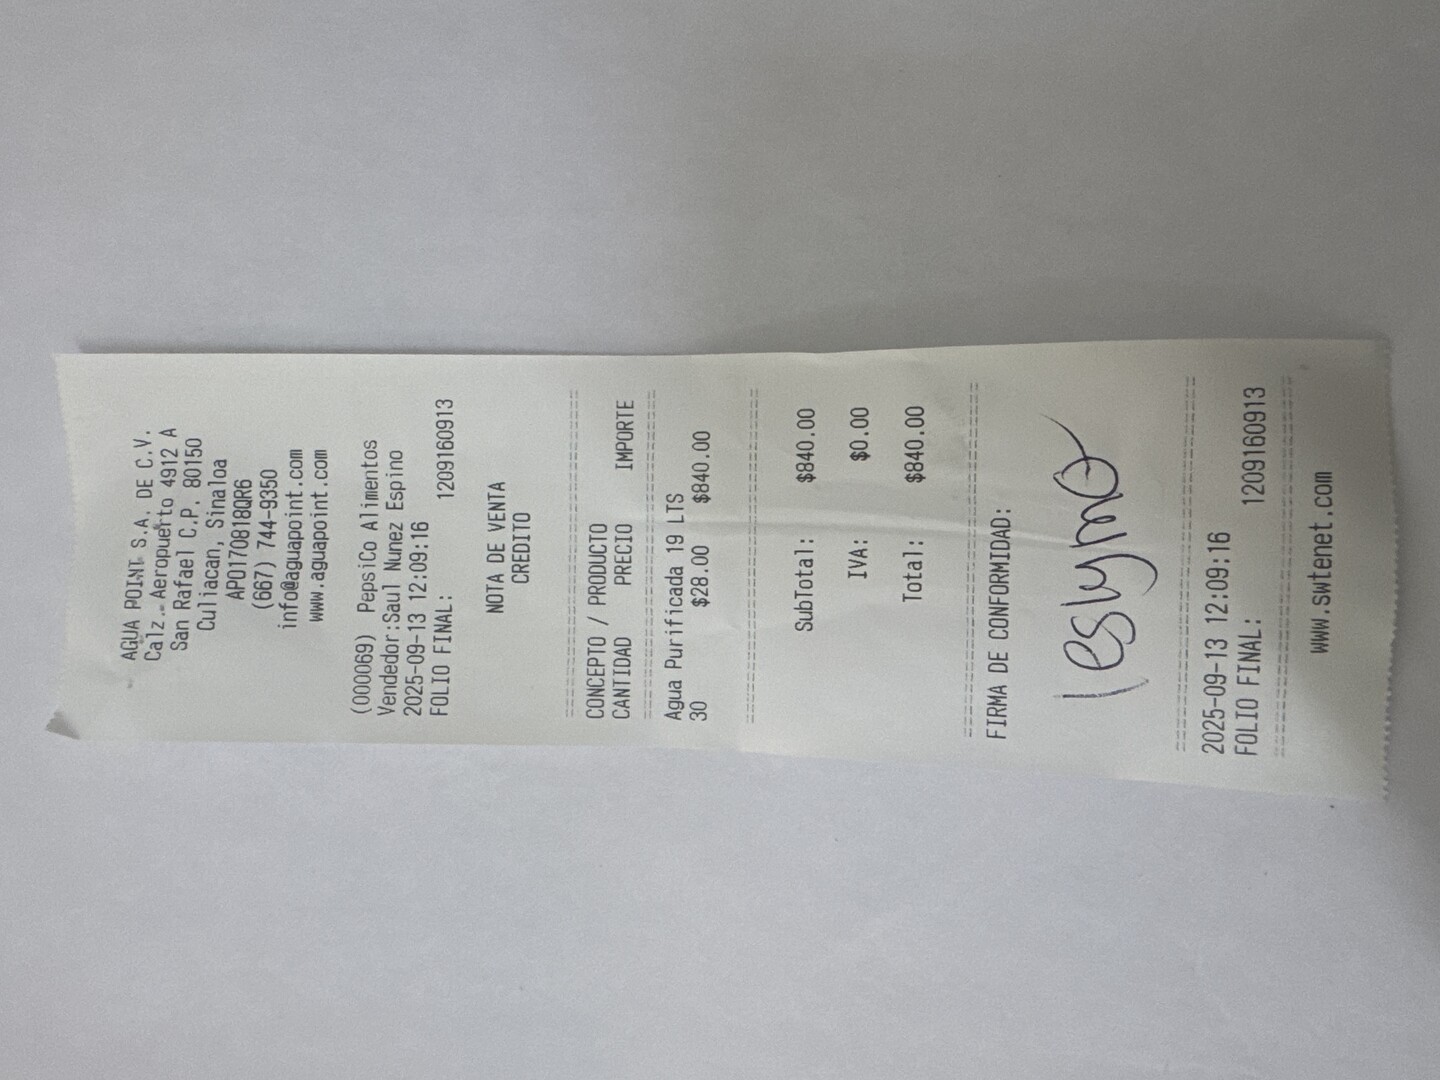 AGUA POINT S.A. DE C.V.
Calz. Aeropuerto 4912 A
San Rafael C.P. 80150
Culiacan, Sinaloa
APO170818QR6
(667) 744-9350
info@aguapoint.com
www.aguapoint.com
(000069) PepsiCo Alimentos
Vendedor:Saul Nunez Espino
2025-09-13 12:09:16
FOLIO FINAL: 1209160913
NOTA DE VENTA
CREDITO
CONCEPTO / PRODUCTO
CANTIDAD PRECIO IMPORTE
Agua Purificada 19 LTS
30 $28.00 $840.00
SubTotal: $840.00
IVA: $0.00
Total: $840.00
FIRMA DE CONFORMIDAD:
2025-09-13 12:09:16
FOLIO FINAL: 1209160913
www.swtenet.com